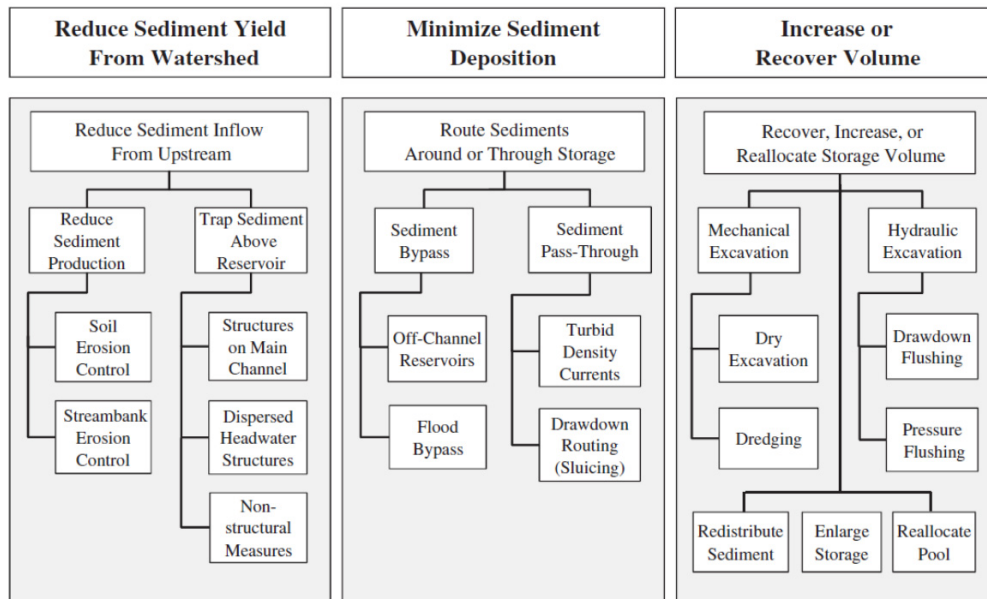 Reduce Sediment Yield
From Watershed
Minimize Sediment
Deposition
Increase or
Recover Volume
Reduce Sediment Inflow
From Upstream
Reduce
Sediment
Production
Trap Sediment
Above
Reservoir
Soil
Erosion
Control
Streambank
Erosion
Control
Structures
on Main
Channel
Dispersed
Headwater
Structures
Non-
structural
Measures
Route Sediments
Around or Through Storage
Sediment
Bypass
Sediment
Pass-Through
Off-Channel
Reservoirs
Flood
Bypass
Turbid
Density
Currents
Drawdown
Routing
(Sluicing)
Recover, Increase, or
Reallocate Storage Volume
Mechanical
Excavation
Hydraulic
Excavation
Dry
Excavation
Dredging
Drawdown
Flushing
Pressure
Flushing
Redistribute
Sediment
Enlarge
Storage
Reallocate
Pool